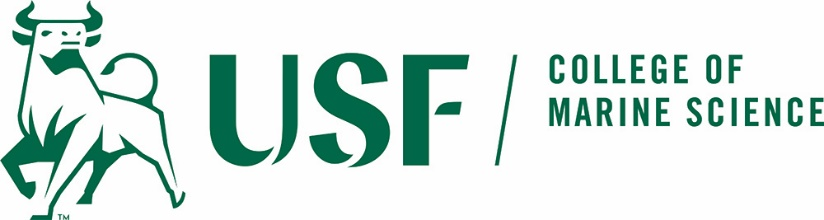 USF
COLLEGE OF
MARINE SCIENCE
TM